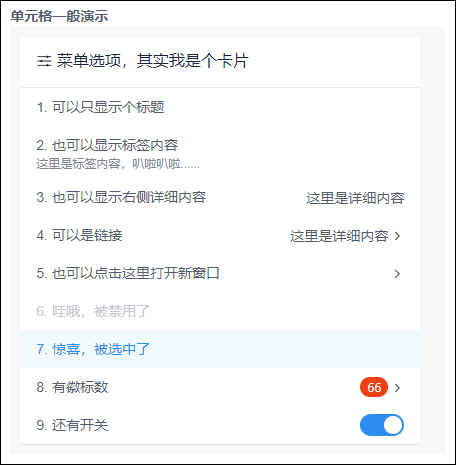 单元格一般演示
菜单选项，其实我是个卡片
1. 可以只显示个标题
2. 也可以显示标签内容
这里是标签内容，叭啦叭啦......
3. 也可以显示右侧详细内容 这里是详细内容
4. 可以是链接 这里是详细内容
5. 也可以点击这里打开新窗口
6. 哇哦，被禁用了
7. 惊喜，被选中了
8. 有徽标数 66
9. 还有开关